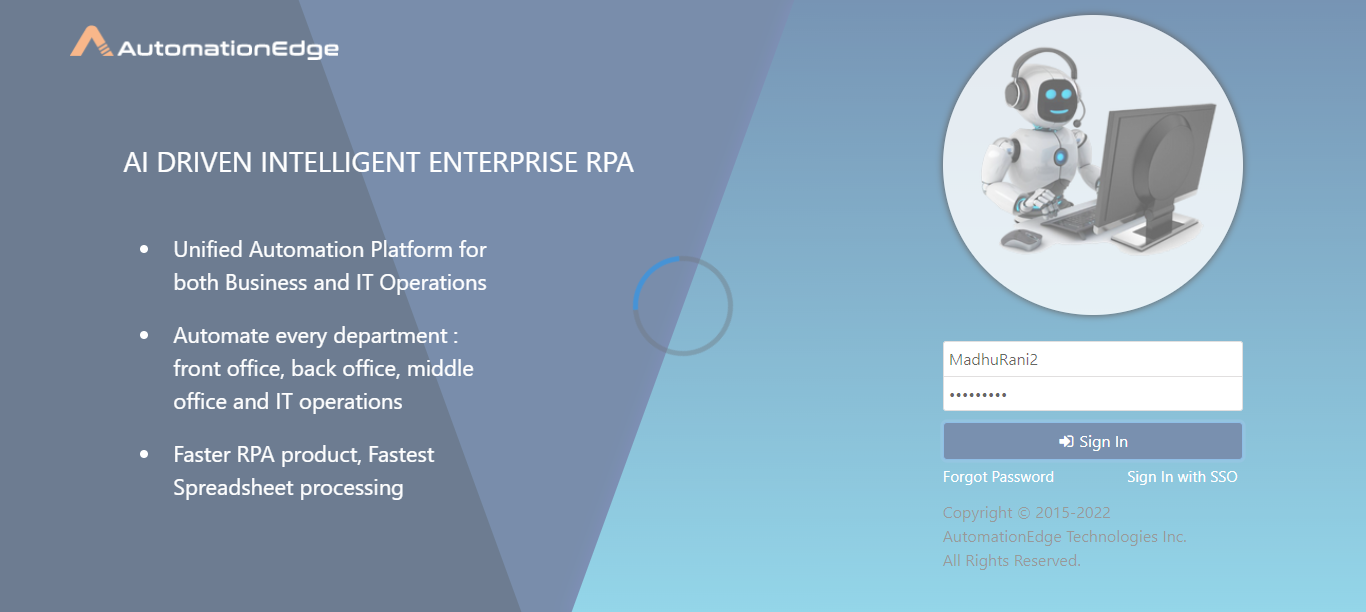 AutomationEdge
AI DRIVEN INTELLIGENT ENTERPRISE RPA
• Unified Automation Platform for
both Business and IT Operations
• Automate every department :
front office, back office, middle
office and IT operations
• Faster RPA product, Fastest
Spreadsheet processing
MadhuRani2
•••••••••
Sign In
Forgot Password
Sign In with SSO
Copyright © 2015-2022
AutomationEdge Technologies Inc.
All Rights Reserved.